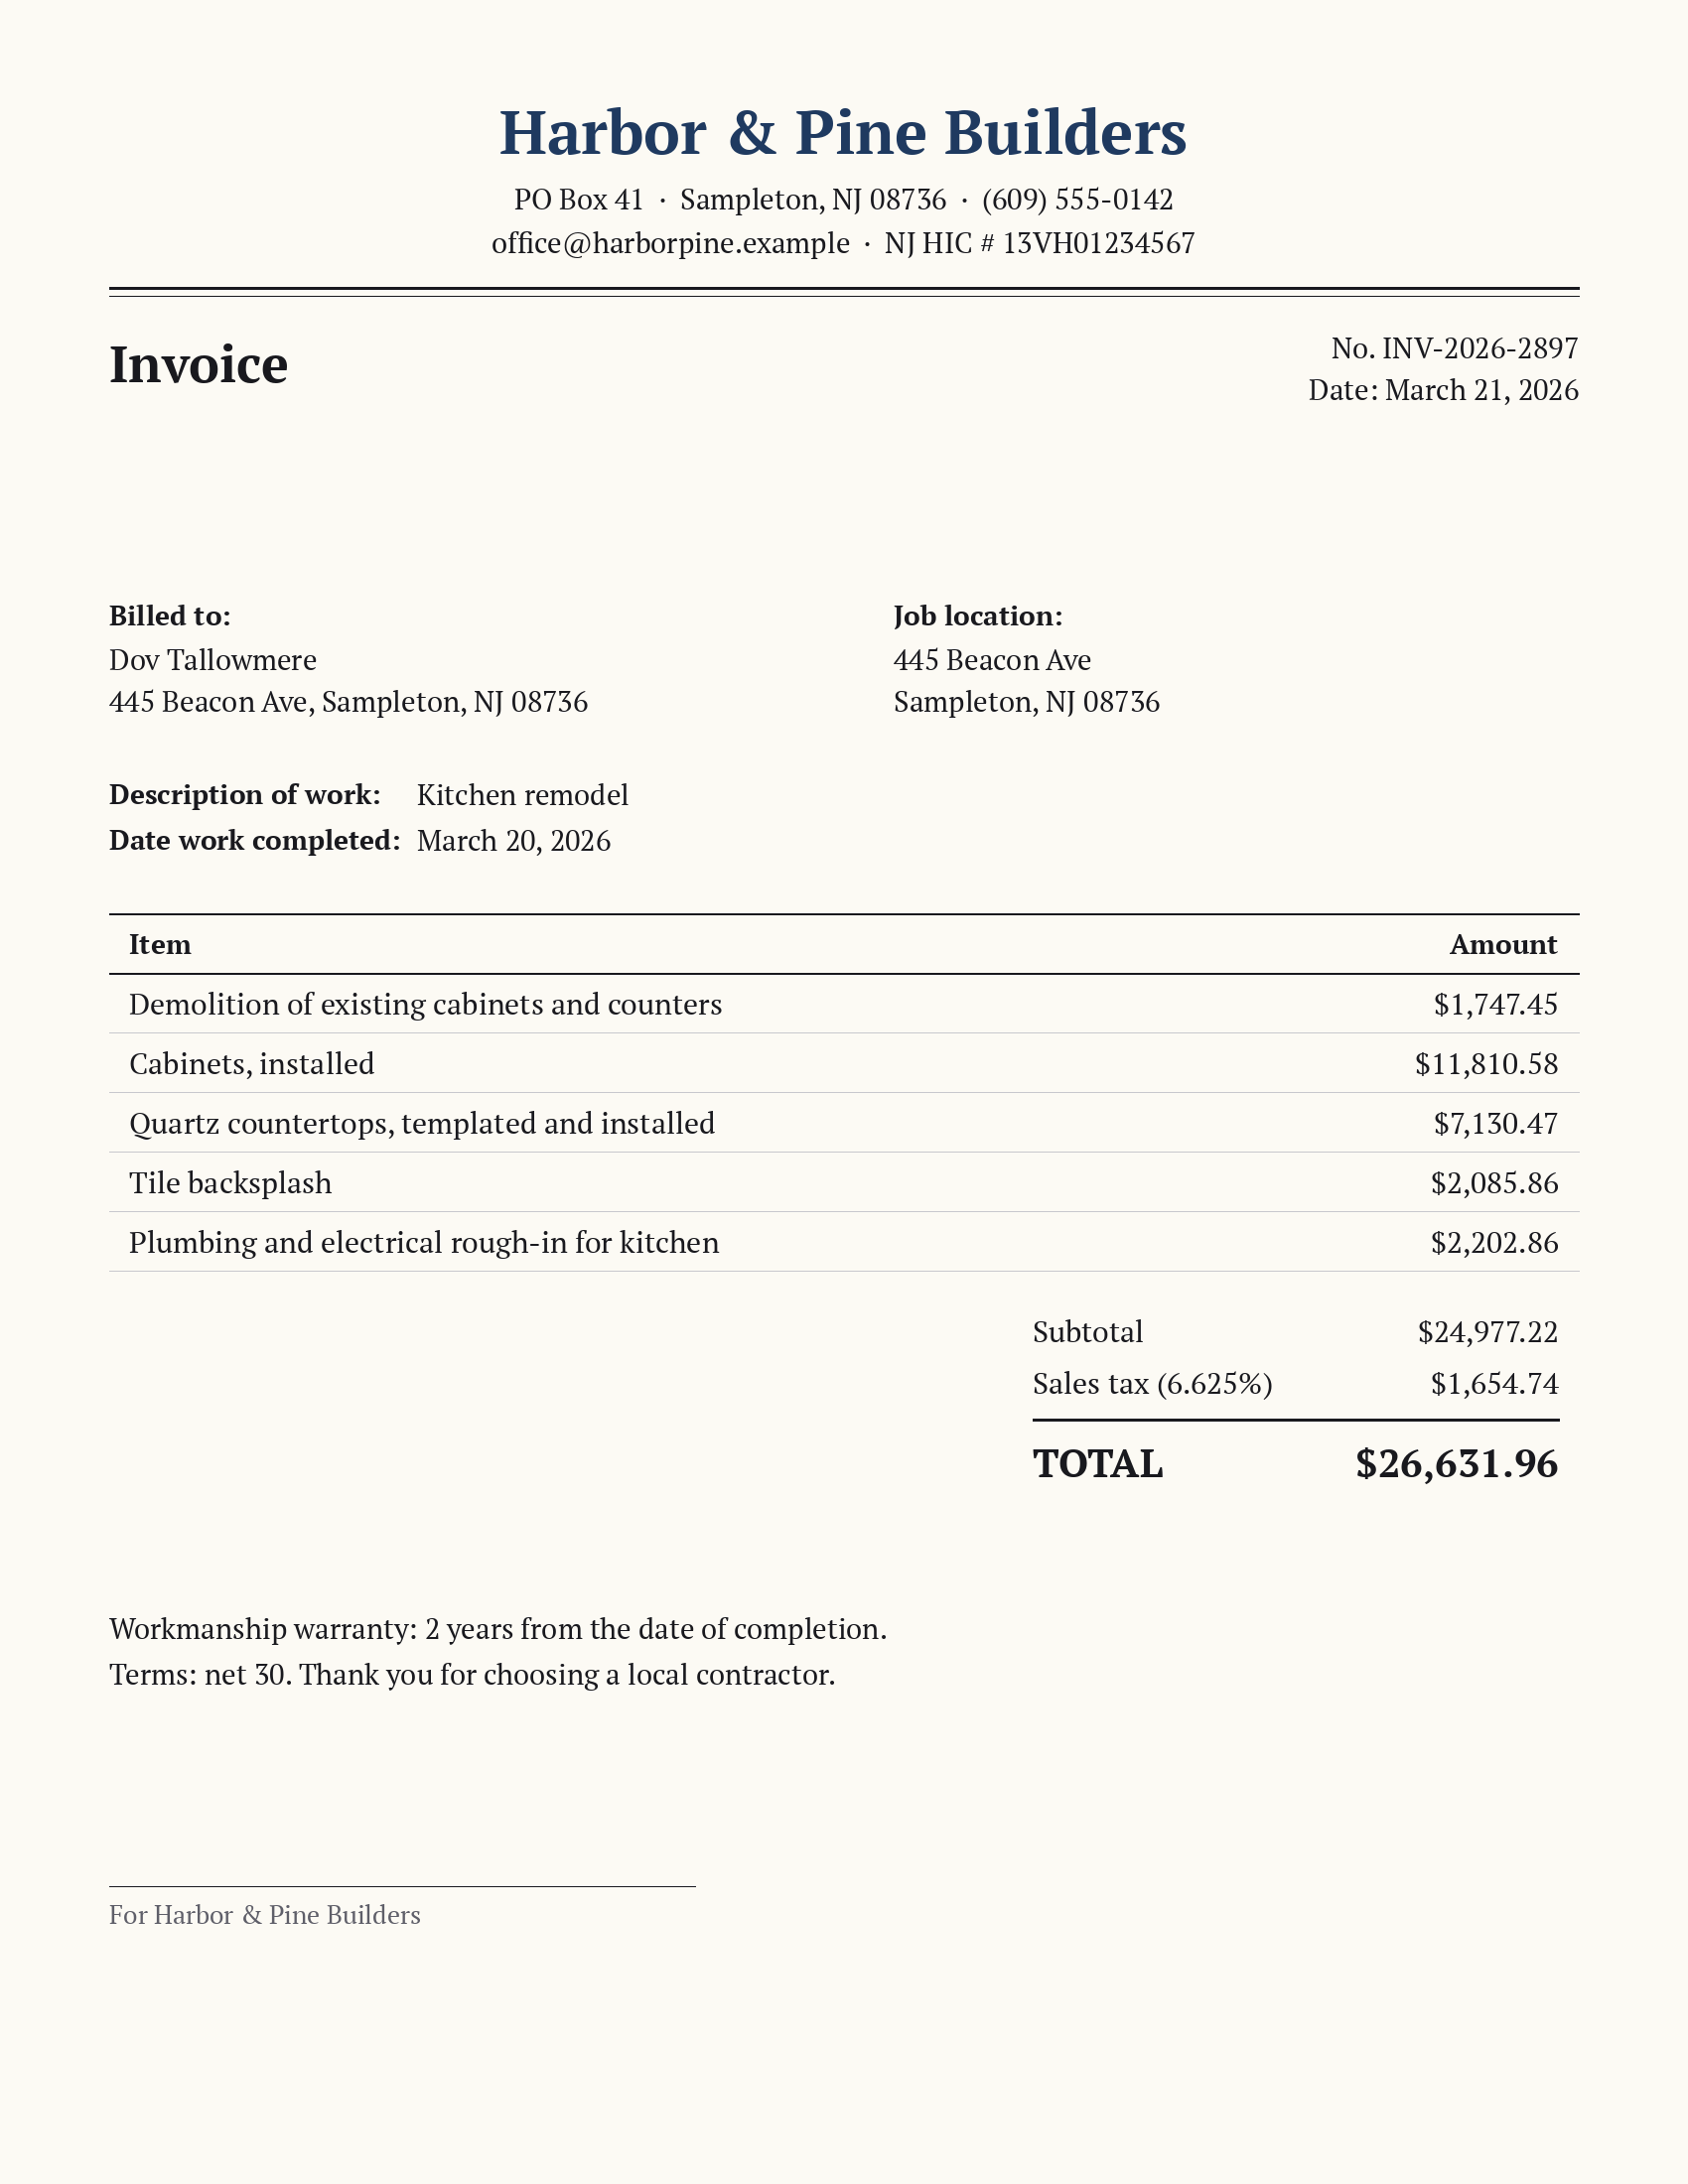 Harbor & Pine Builders
PO Box 41 · Sampleton, NJ 08736 · (609) 555-0142
office@harborpine.example · NJ HIC # 13VH01234567
Invoice
No. INV-2026-2897
Date: March 21, 2026
Billed to:
Dov Tallowmere
445 Beacon Ave, Sampleton, NJ 08736
Job location:
445 Beacon Ave
Sampleton, NJ 08736
Description of work: Kitchen remodel
Date work completed: March 20, 2026
Item Amount
Demolition of existing cabinets and counters $1,747.45
Cabinets, installed $11,810.58
Quartz countertops, templated and installed $7,130.47
Tile backsplash $2,085.86
Plumbing and electrical rough-in for kitchen $2,202.86
Subtotal $24,977.22
Sales tax (6.625%) $1,654.74
TOTAL $26,631.96
Workmanship warranty: 2 years from the date of completion.
Terms: net 30. Thank you for choosing a local contractor.
For Harbor & Pine Builders